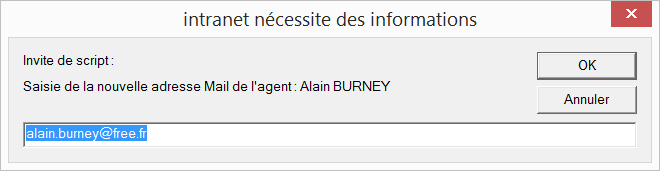 intranet nécessite des informations
Invite de script :
OK
Saisie de la nouvelle adresse Mail de l'agent : Alain BURNEY
Annuler
alain.burney@free.fr